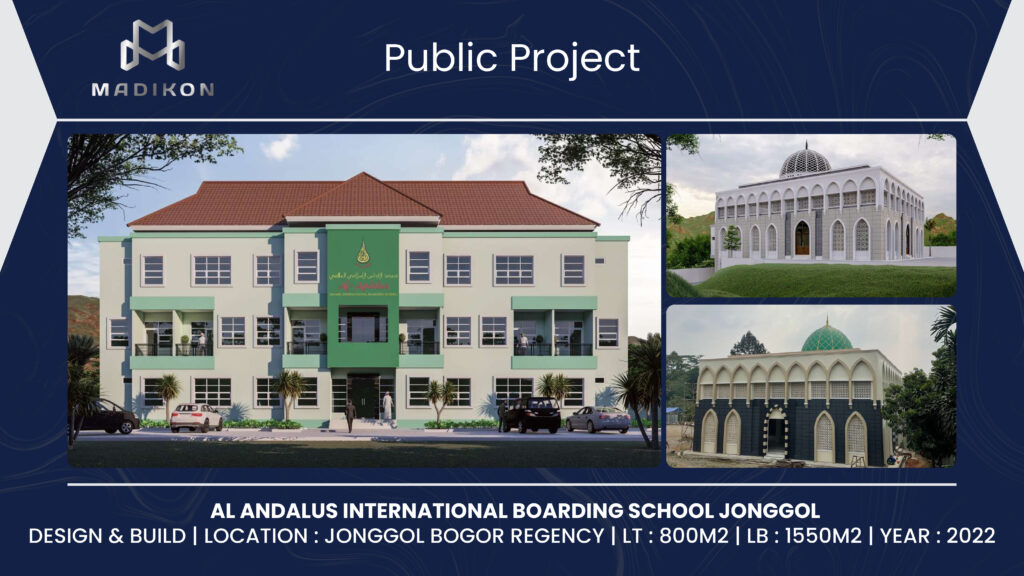 MADIKON
Public Project
AL ANDALUS INTERNATIONAL BOARDING SCHOOL JONGGOL
DESIGN & BUILD | LOCATION : JONGGOL BOGOR REGENCY | LT : 800M2 | LB : 1550M2 | YEAR : 2022